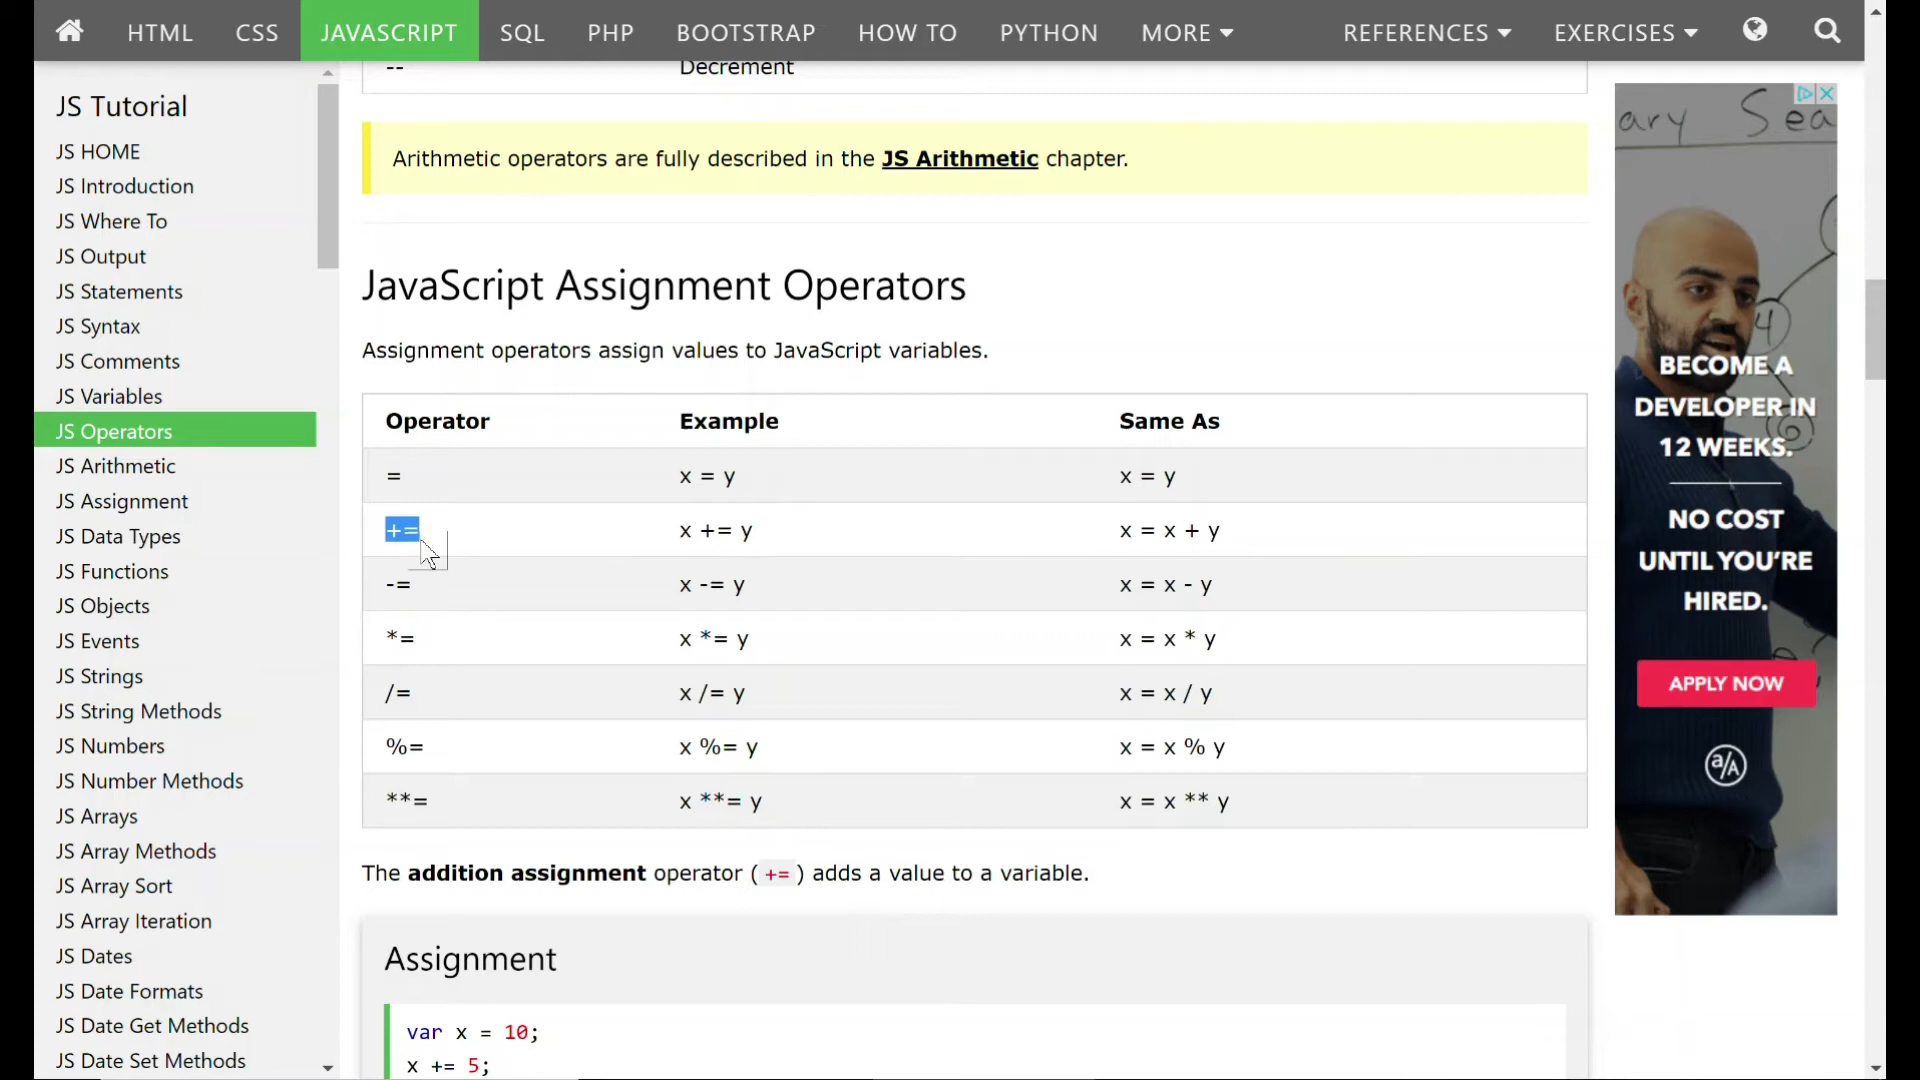 HTML CSS JAVASCRIPT SQL PHP BOOTSTRAP HOW TO PYTHON MORE REFERENCES EXERCISES
JS Tutorial
JS HOME
JS Introduction
JS Where To
JS Output
JS Statements
JS Syntax
JS Comments
JS Variables
JS Operators
JS Arithmetic
JS Assignment
JS Data Types
JS Functions
JS Objects
JS Events
JS Strings
JS String Methods
JS Numbers
JS Number Methods
JS Arrays
JS Array Methods
JS Array Sort
JS Array Iteration
JS Dates
JS Date Formats
JS Date Get Methods
JS Date Set Methods
-- Decrement
Arithmetic operators are fully described in the JS Arithmetic chapter.
JavaScript Assignment Operators
Assignment operators assign values to JavaScript variables.
Operator Example Same As
= x = y x = y
+= x += y x = x + y
-= x -= y x = x - y
*= x *= y x = x * y
/= x /= y x = x / y
%= x %= y x = x % y
**= x **= y x = x ** y
The addition assignment operator (+=) adds a value to a variable.
Assignment
var x = 10;
x += 5;
ary Sea
4
BECOME A
DEVELOPER IN
12 WEEKS.
NO COST
UNTIL YOU'RE
HIRED.
APPLY NOW
a/A